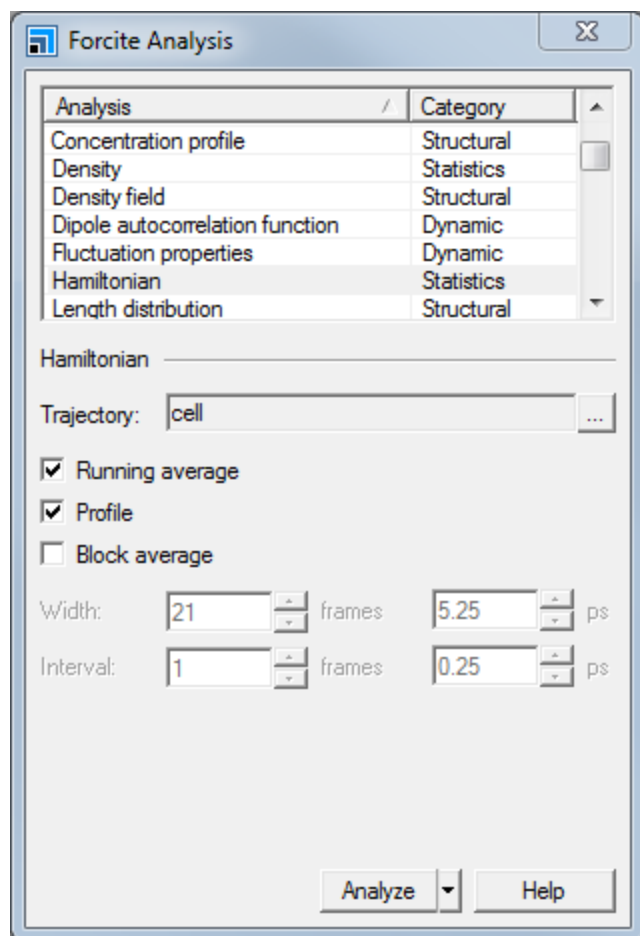 Forcite Analysis
Analysis Category
Concentration profile Structural
Density Statistics
Density field Structural
Dipole autocorrelation function Dynamic
Fluctuation properties Dynamic
Hamiltonian Statistics
Length distribution Structural
Hamiltonian
Trajectory: cell ...
Running average
Profile
Block average
Width: 21 frames 5.25 ps
Interval: 1 frames 0.25 ps
Analyze Help